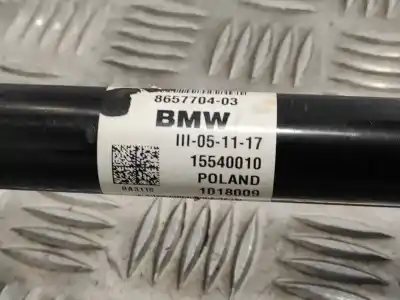 8657704-03
BMW
III-05-11-17
15540010
POLAND
1018009